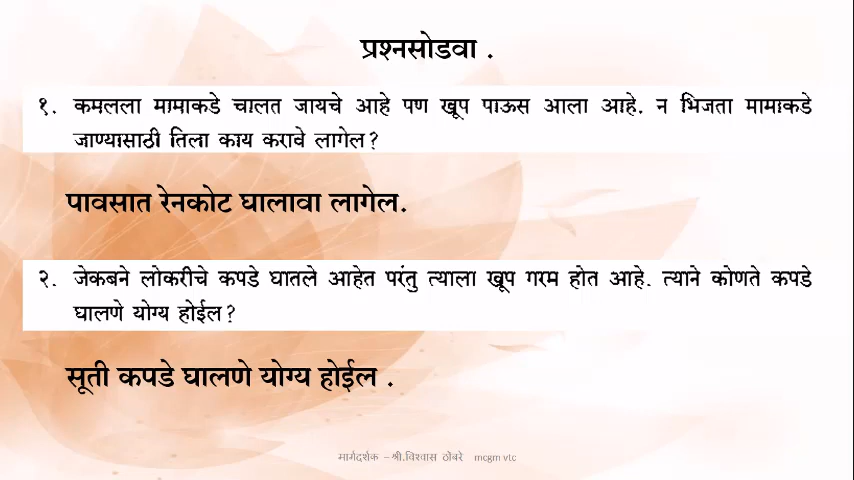 प्रश्नसोडवा .
१. कमलला मामाकडे चालत जायचे आहे पण खूप पाऊस आला आहे. न भिजता मामाकडे
जाण्यासाठी तिला काय करावे लागेल?
पावसात रेनकोट घालावा लागेल.
२. जेकबने लोकरीचे कपडे घातले आहेत परंतु त्याला खूप गरम होत आहे. त्याने कोणते कपडे
घालणे योग्य होईल?
सूती कपडे घालणे योग्य होईल .
मार्गदर्शक – श्री.विश्वास ठोंबरे mcgm vtc